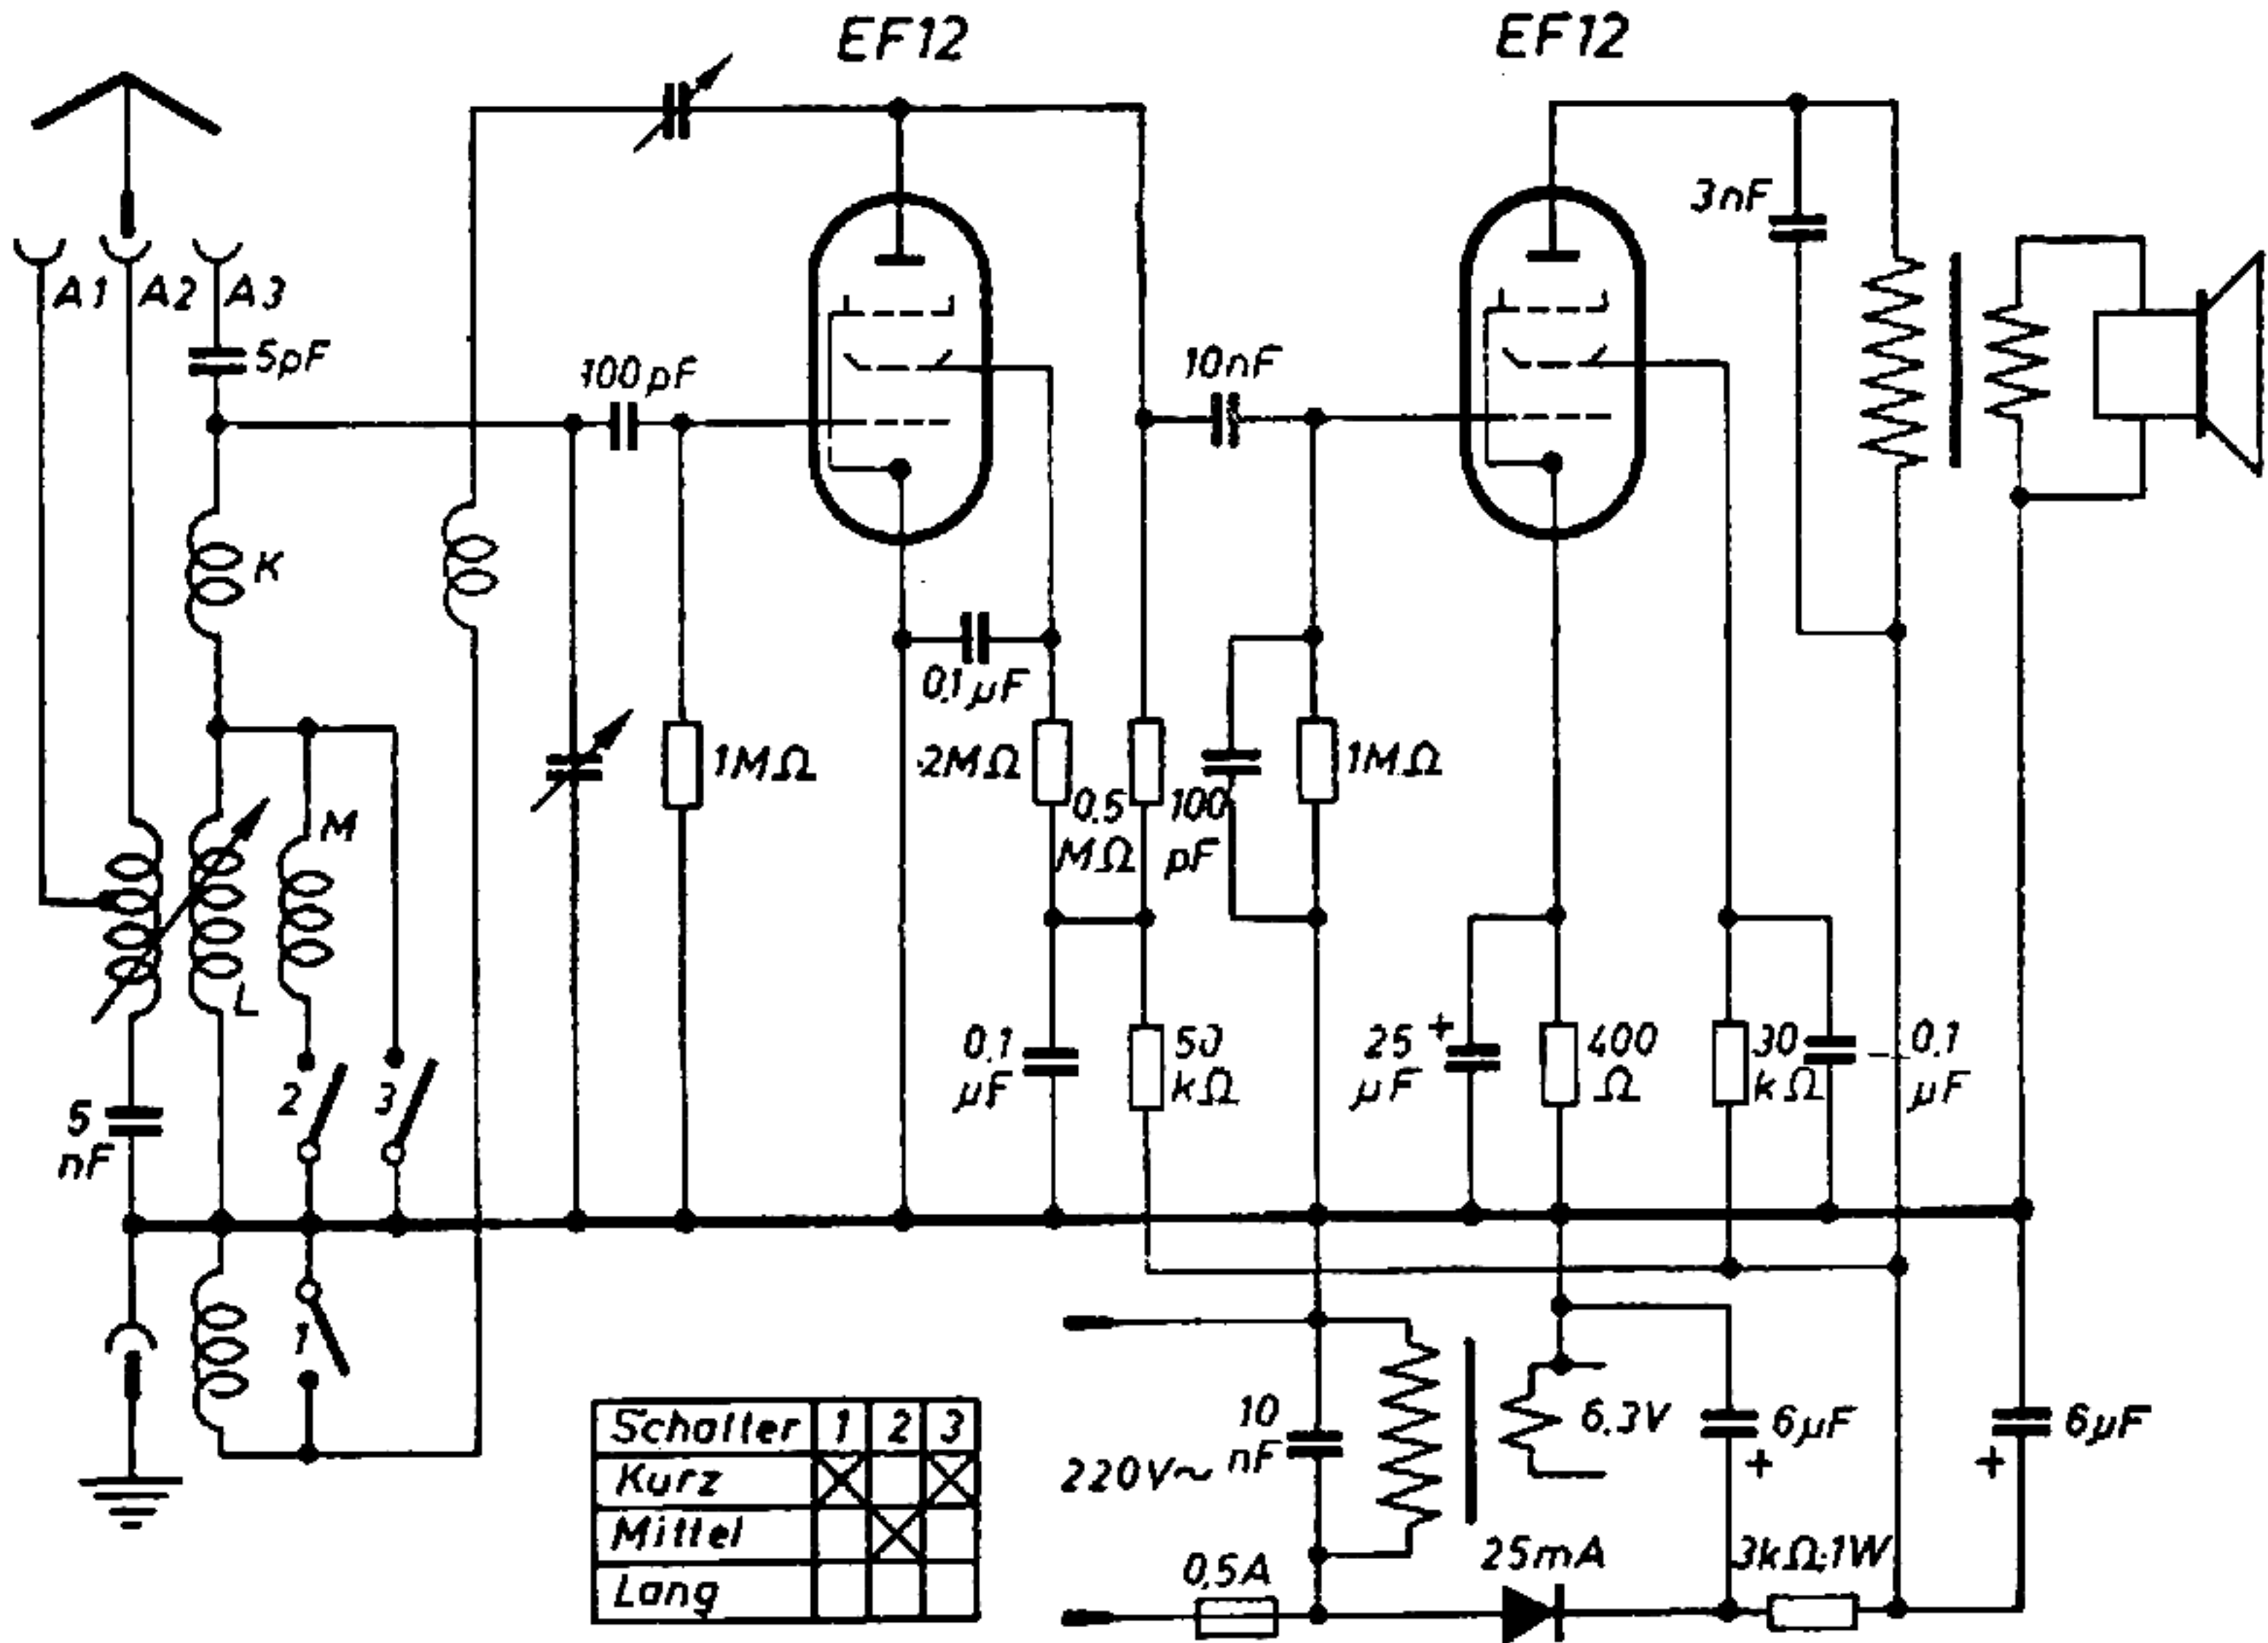 EF12
EF12
A1
A2
A3
5pF
100pF
10nF
3nF
K
0,1µF
1MΩ
2MΩ
0,5
MΩ
100
pF
1MΩ
M
L
5
nF
2
3
1
0,1
µF
50
kΩ
25
µF
+
400
Ω
30
kΩ
0,1
µF
Schalter 1 2 3
Kurz
Mittel
Lang
220V~
10
nF
6,3V
6µF
+
6µF
+
0,5A
25mA
3kΩ;1W